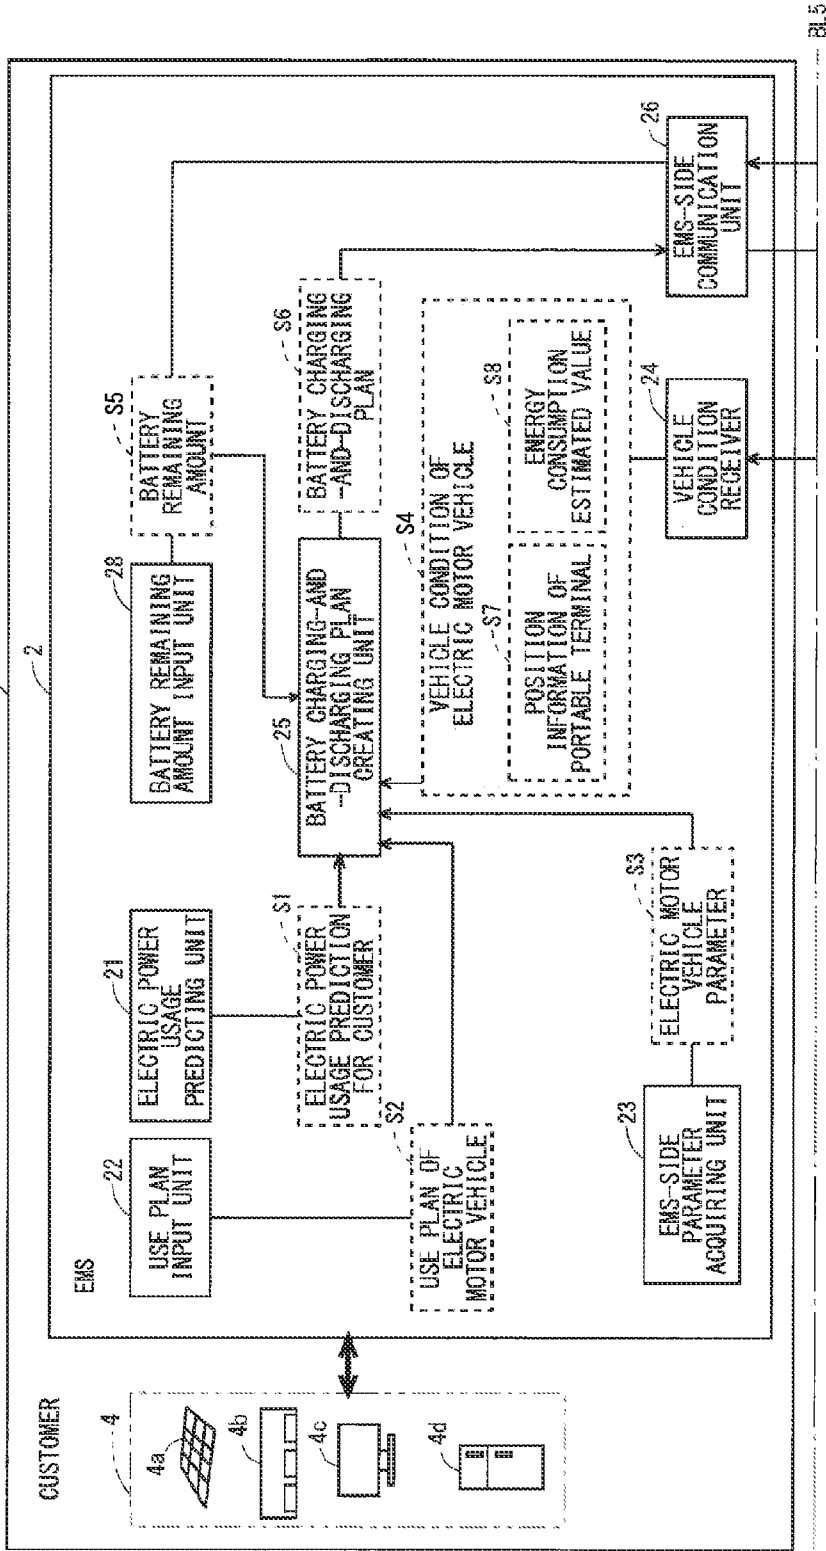 CUSTOMER
4
4a
4b
4c
4d
EMS
2
22
USE PLAN
INPUT UNIT
21
ELECTRIC POWER
USAGE
PREDICTING UNIT
28
BATTERY REMAINING
AMOUNT INPUT UNIT
S5
BATTERY
REMAINING
AMOUNT
S1
ELECTRIC POWER
USAGE PREDICTION
FOR CUSTOMER
25
BATTERY CHARGING-AND
-DISCHARGING PLAN
CREATING UNIT
S6
BATTERY CHARGING
-AND-DISCHARGING
PLAN
S2
USE PLAN OF
ELECTRIC
MOTOR VEHICLE
S4
VEHICLE CONDITION OF
ELECTRIC MOTOR VEHICLE
S7
POSITION
INFORMATION OF
PORTABLE TERMINAL
S8
ENERGY
CONSUMPTION
ESTIMATED VALUE
23
EMS-SIDE
PARAMETER
ACQUIRING UNIT
S3
ELECTRIC MOTOR
VEHICLE
PARAMETER
24
VEHICLE
CONDITION
RECEIVER
26
EMS-SIDE
COMMUNICATION
UNIT
BL5